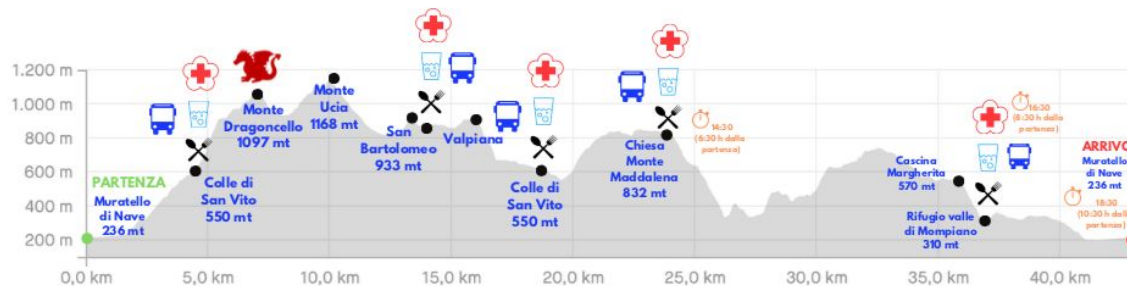 1.200 m
1.000 m
800 m
600 m
400 m
200 m
PARTENZA
Muratello
di Nave
236 mt
Colle di
San Vito
550 mt
Monte
Dragoncello
1097 mt
Monte
Ucia
1168 mt
San
Bartolomeo
933 mt
Valpiana
Colle di
San Vito
550 mt
Chiesa
Monte
Maddalena
832 mt
14:30
(6:30 h dalla
partenza)
Cascina
Margherita
570 mt
Rifugio valle
di Mompiano
310 mt
16:30
(8:30 h dalla
partenza)
ARRIVO
Muratello
di Nave
236 mt
18:30
(10:30 h dalla
partenza)
0,0 km
5,0 km
10,0 km
15,0 km
20,0 km
25,0 km
30,0 km
35,0 km
40,0 km